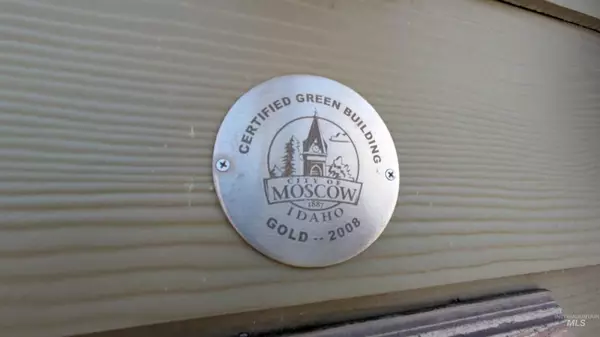 CERTIFIED GREEN BUILDING
CITY OF
MOSCOW
1887
IDAHO
GOLD -- 2008
MLS